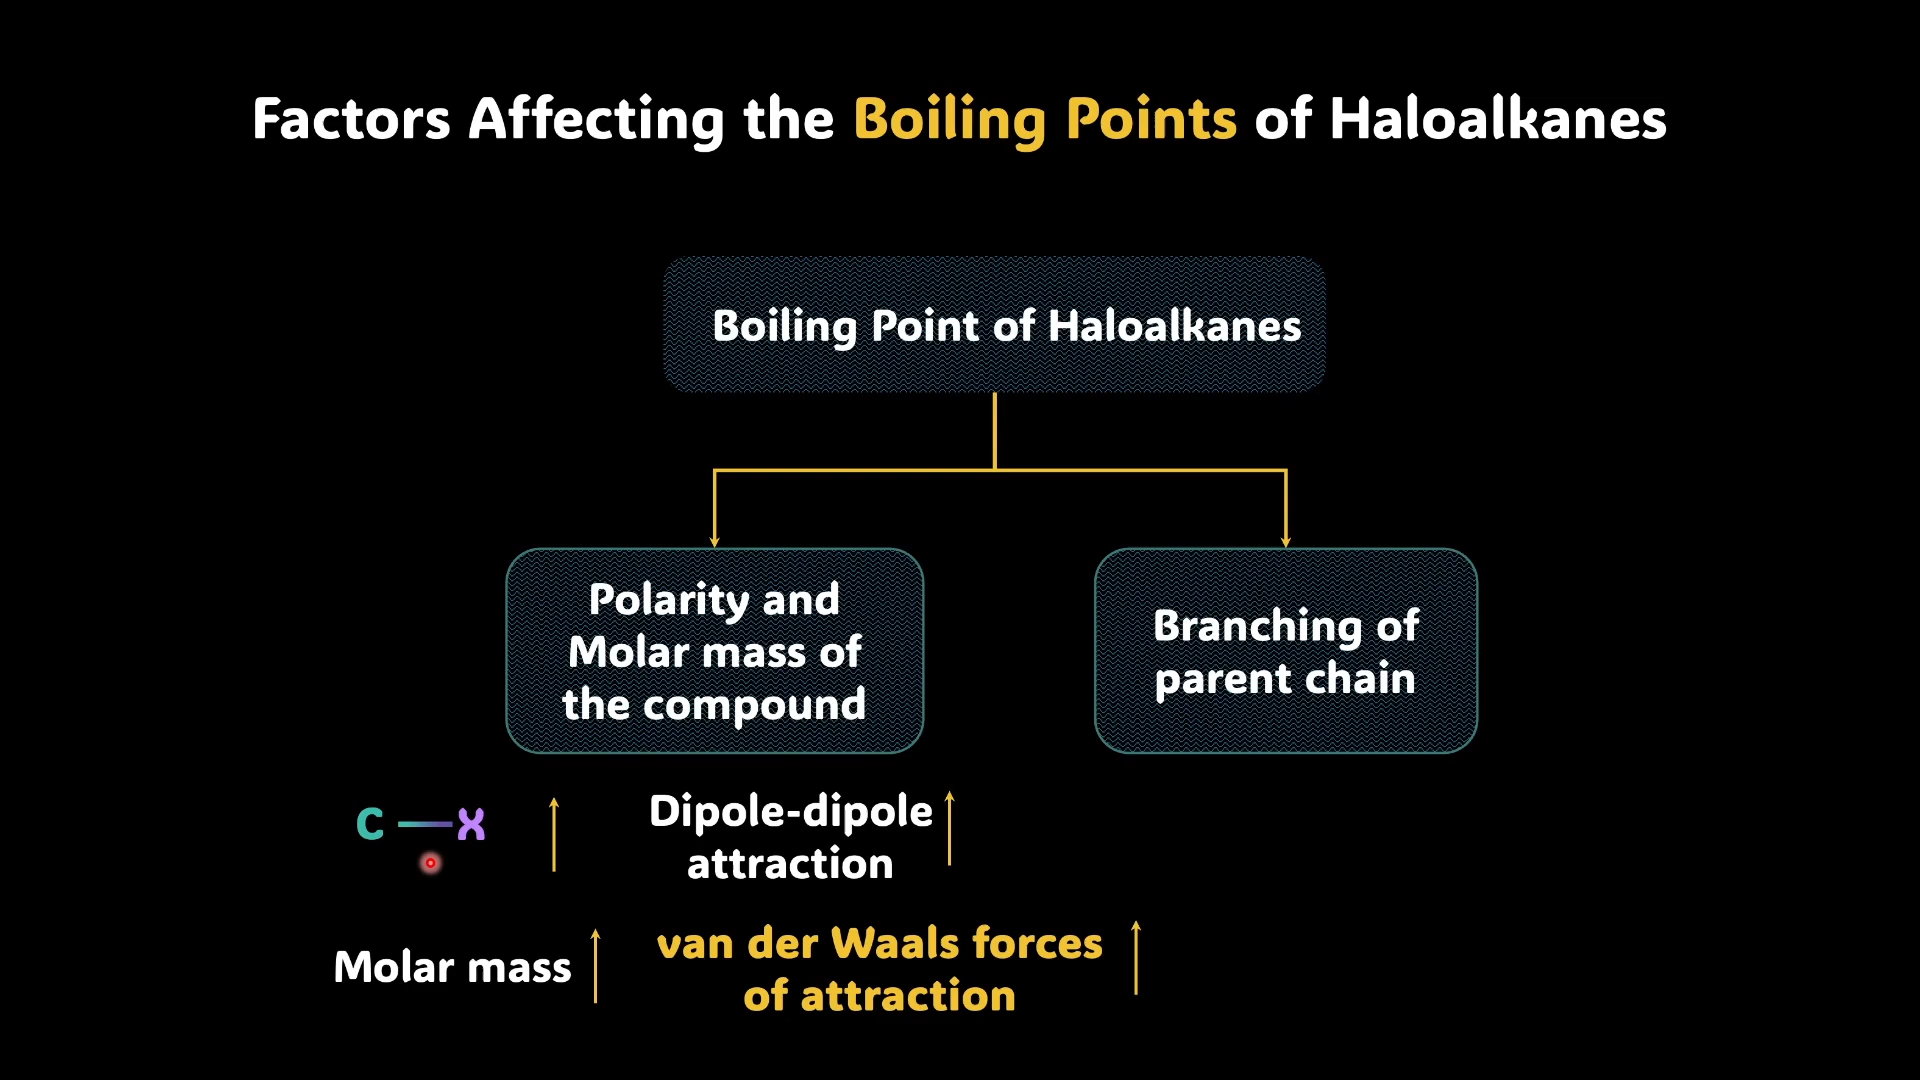 Factors Affecting the Boiling Points of Haloalkanes
Boiling Point of Haloalkanes
Polarity and
Molar mass of
the compound
Branching of
parent chain
C — X
Dipole-dipole
attraction
Molar mass
van der Waals forces
of attraction